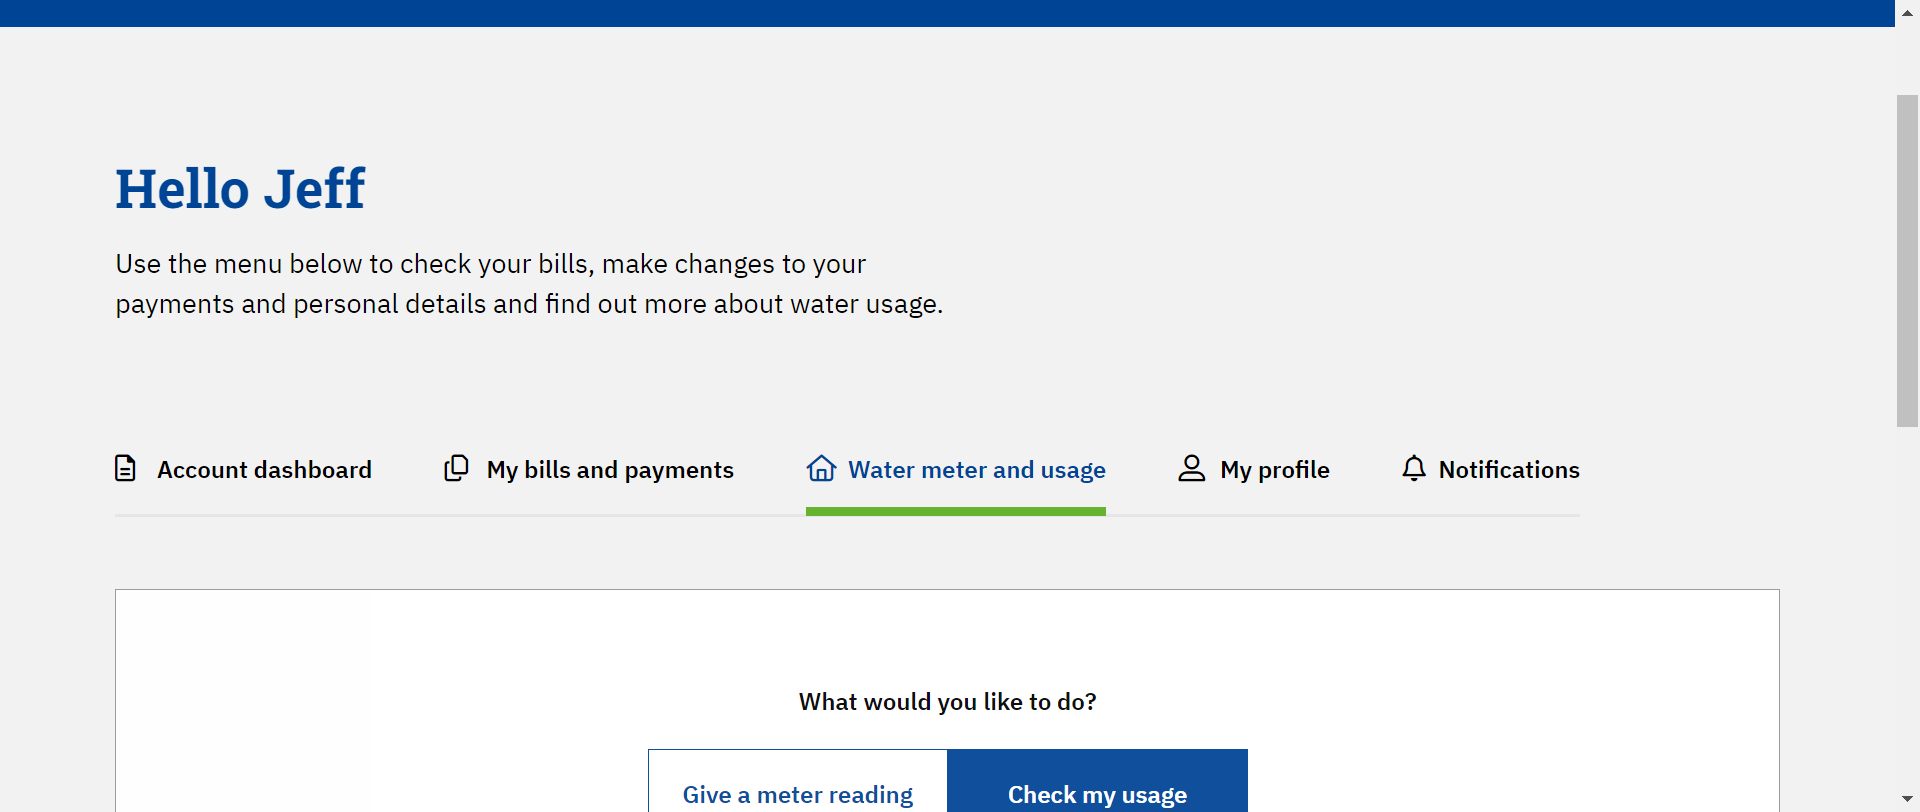 Hello Jeff
Use the menu below to check your bills, make changes to your
payments and personal details and find out more about water usage.
Account dashboard
My bills and payments
Water meter and usage
My profile
Notifications
What would you like to do?
Give a meter reading
Check my usage